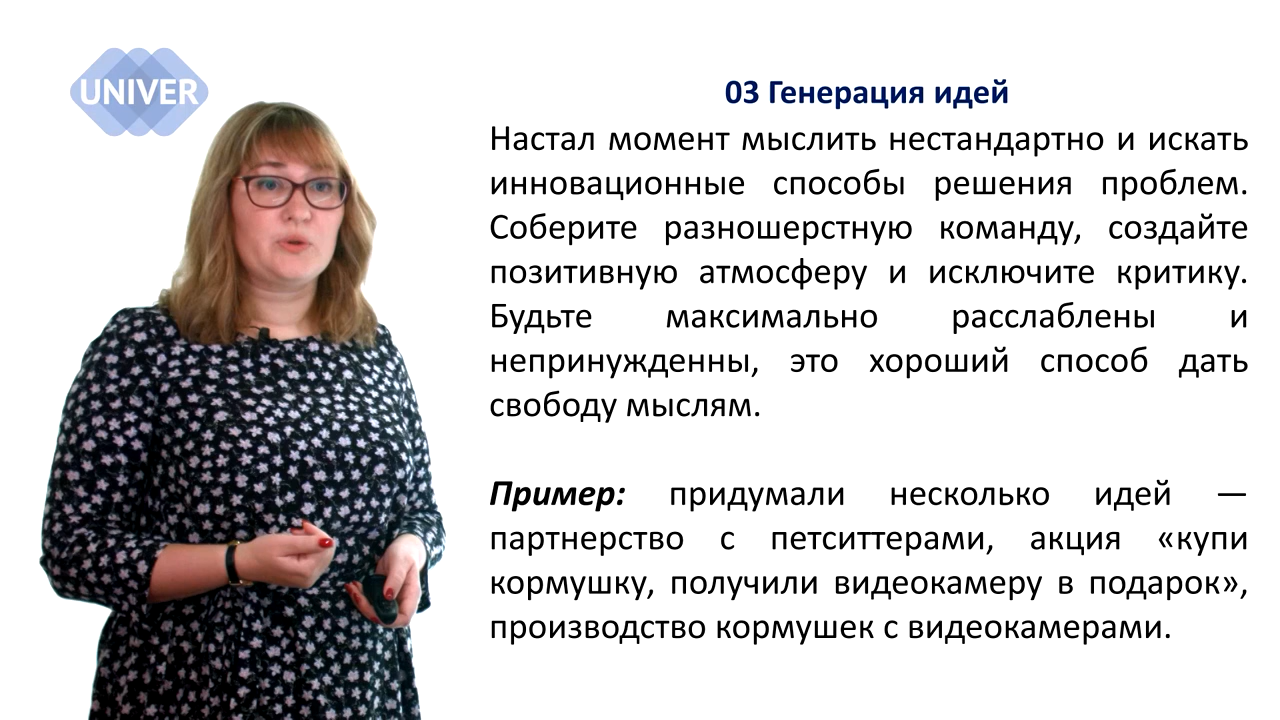 UNIVER
03 Генерация идей
Настал момент мыслить нестандартно и искать
инновационные способы решения проблем.
Соберите разношерстную команду, создайте
позитивную атмосферу и исключите критику.
Будьте максимально расслаблены и
непринужденны, это хороший способ дать
свободу мыслям.
Пример: придумали несколько идей —
партнерство с петситтерами, акция «купи
кормушку, получили видеокамеру в подарок»,
производство кормушек с видеокамерами.